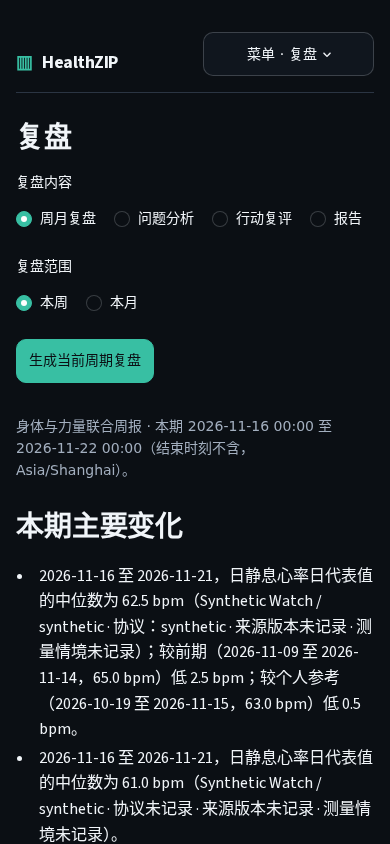 HealthZIP
菜单 · 复盘
复盘
复盘内容
周月复盘 问题分析 行动复评 报告
复盘范围
本周 本月
生成当前周期复盘
身体与力量联合周报 · 本期 2026-11-16 00:00 至
2026-11-22 00:00（结束时刻不含，
Asia/Shanghai）。
本期主要变化
• 2026-11-16 至 2026-11-21，日静息心率日代表值
的中位数为 62.5 bpm（Synthetic Watch /
synthetic · 协议：synthetic · 来源版本未记录 · 测
量情境未记录）；较前期（2026-11-09 至 2026-
11-14，65.0 bpm）低 2.5 bpm；较个人参考
（2026-10-19 至 2026-11-15，63.0 bpm）低 0.5
bpm。
• 2026-11-16 至 2026-11-21，日静息心率日代表值
的中位数为 61.0 bpm（Synthetic Watch /
synthetic · 协议未记录 · 来源版本未记录 · 测量情
境未记录）。